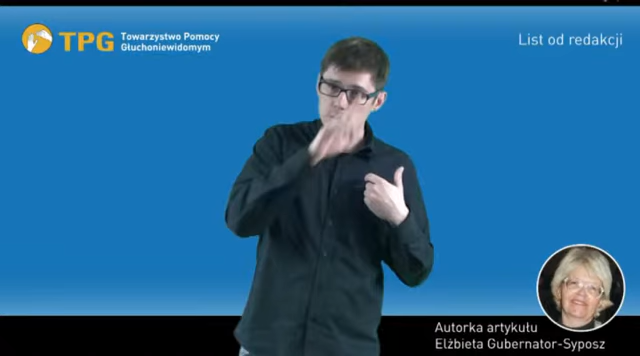 TPG
Towarzystwo Pomocy
Głuchoniewidomym
List od redakcji
Autorka artykułu
Elżbieta Gubernator-Syposz